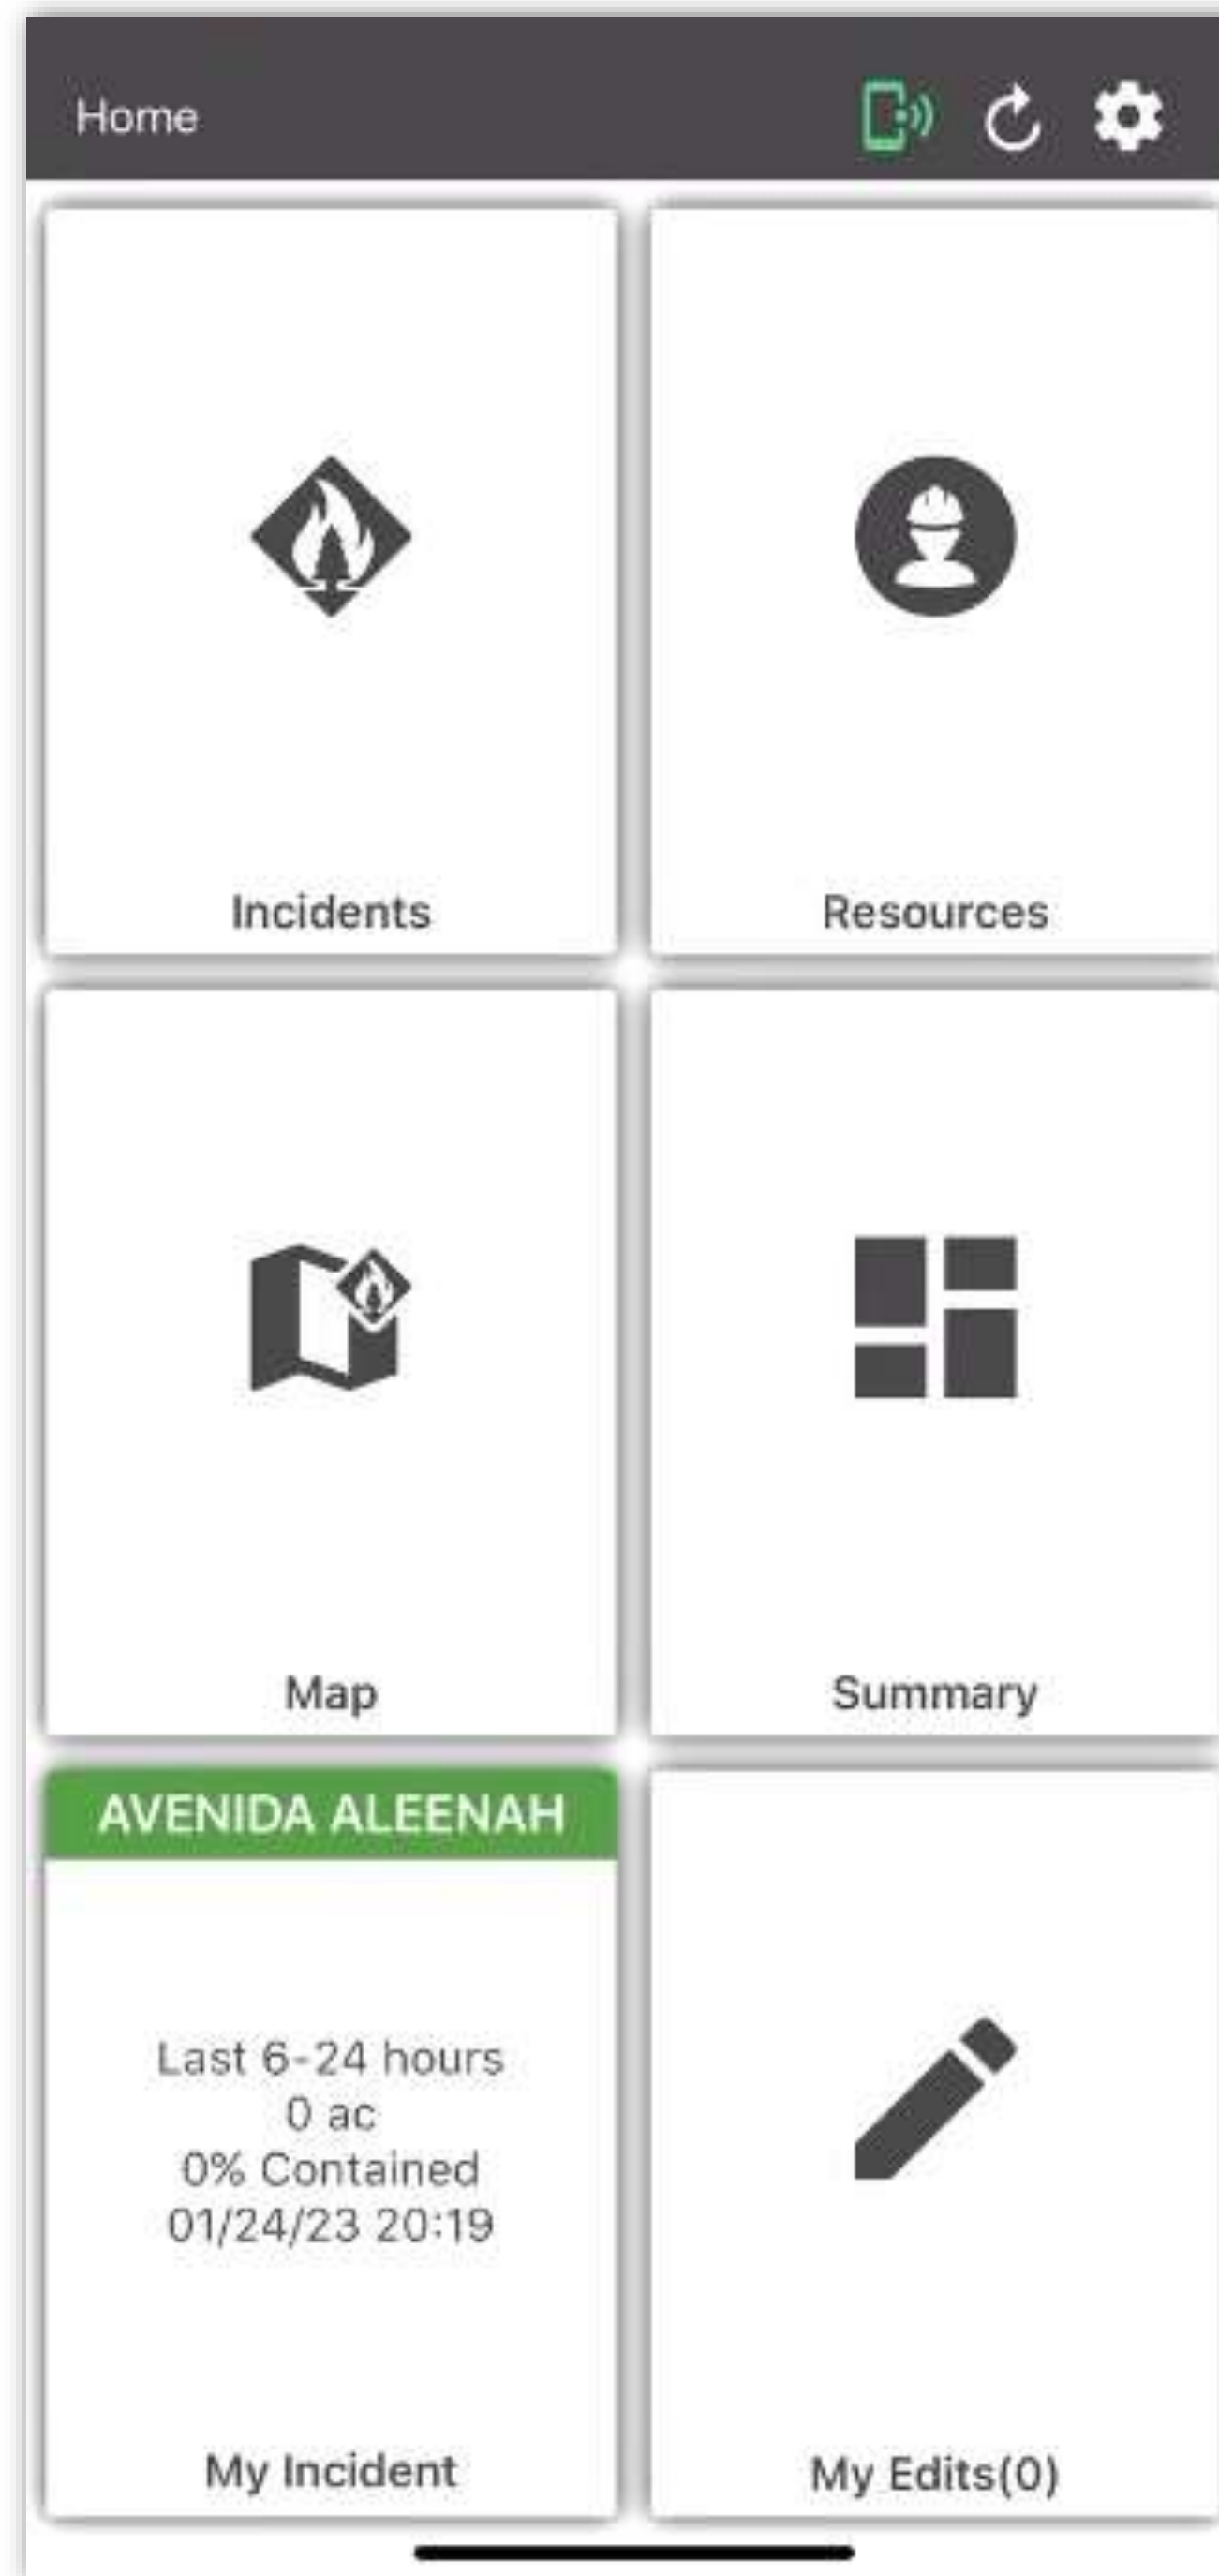 Home
Incidents
Resources
Map
Summary
AVENIDA ALEENAH
Last 6-24 hours
0 ac
0% Contained
01/24/23 20:19
My Incident
My Edits(0)